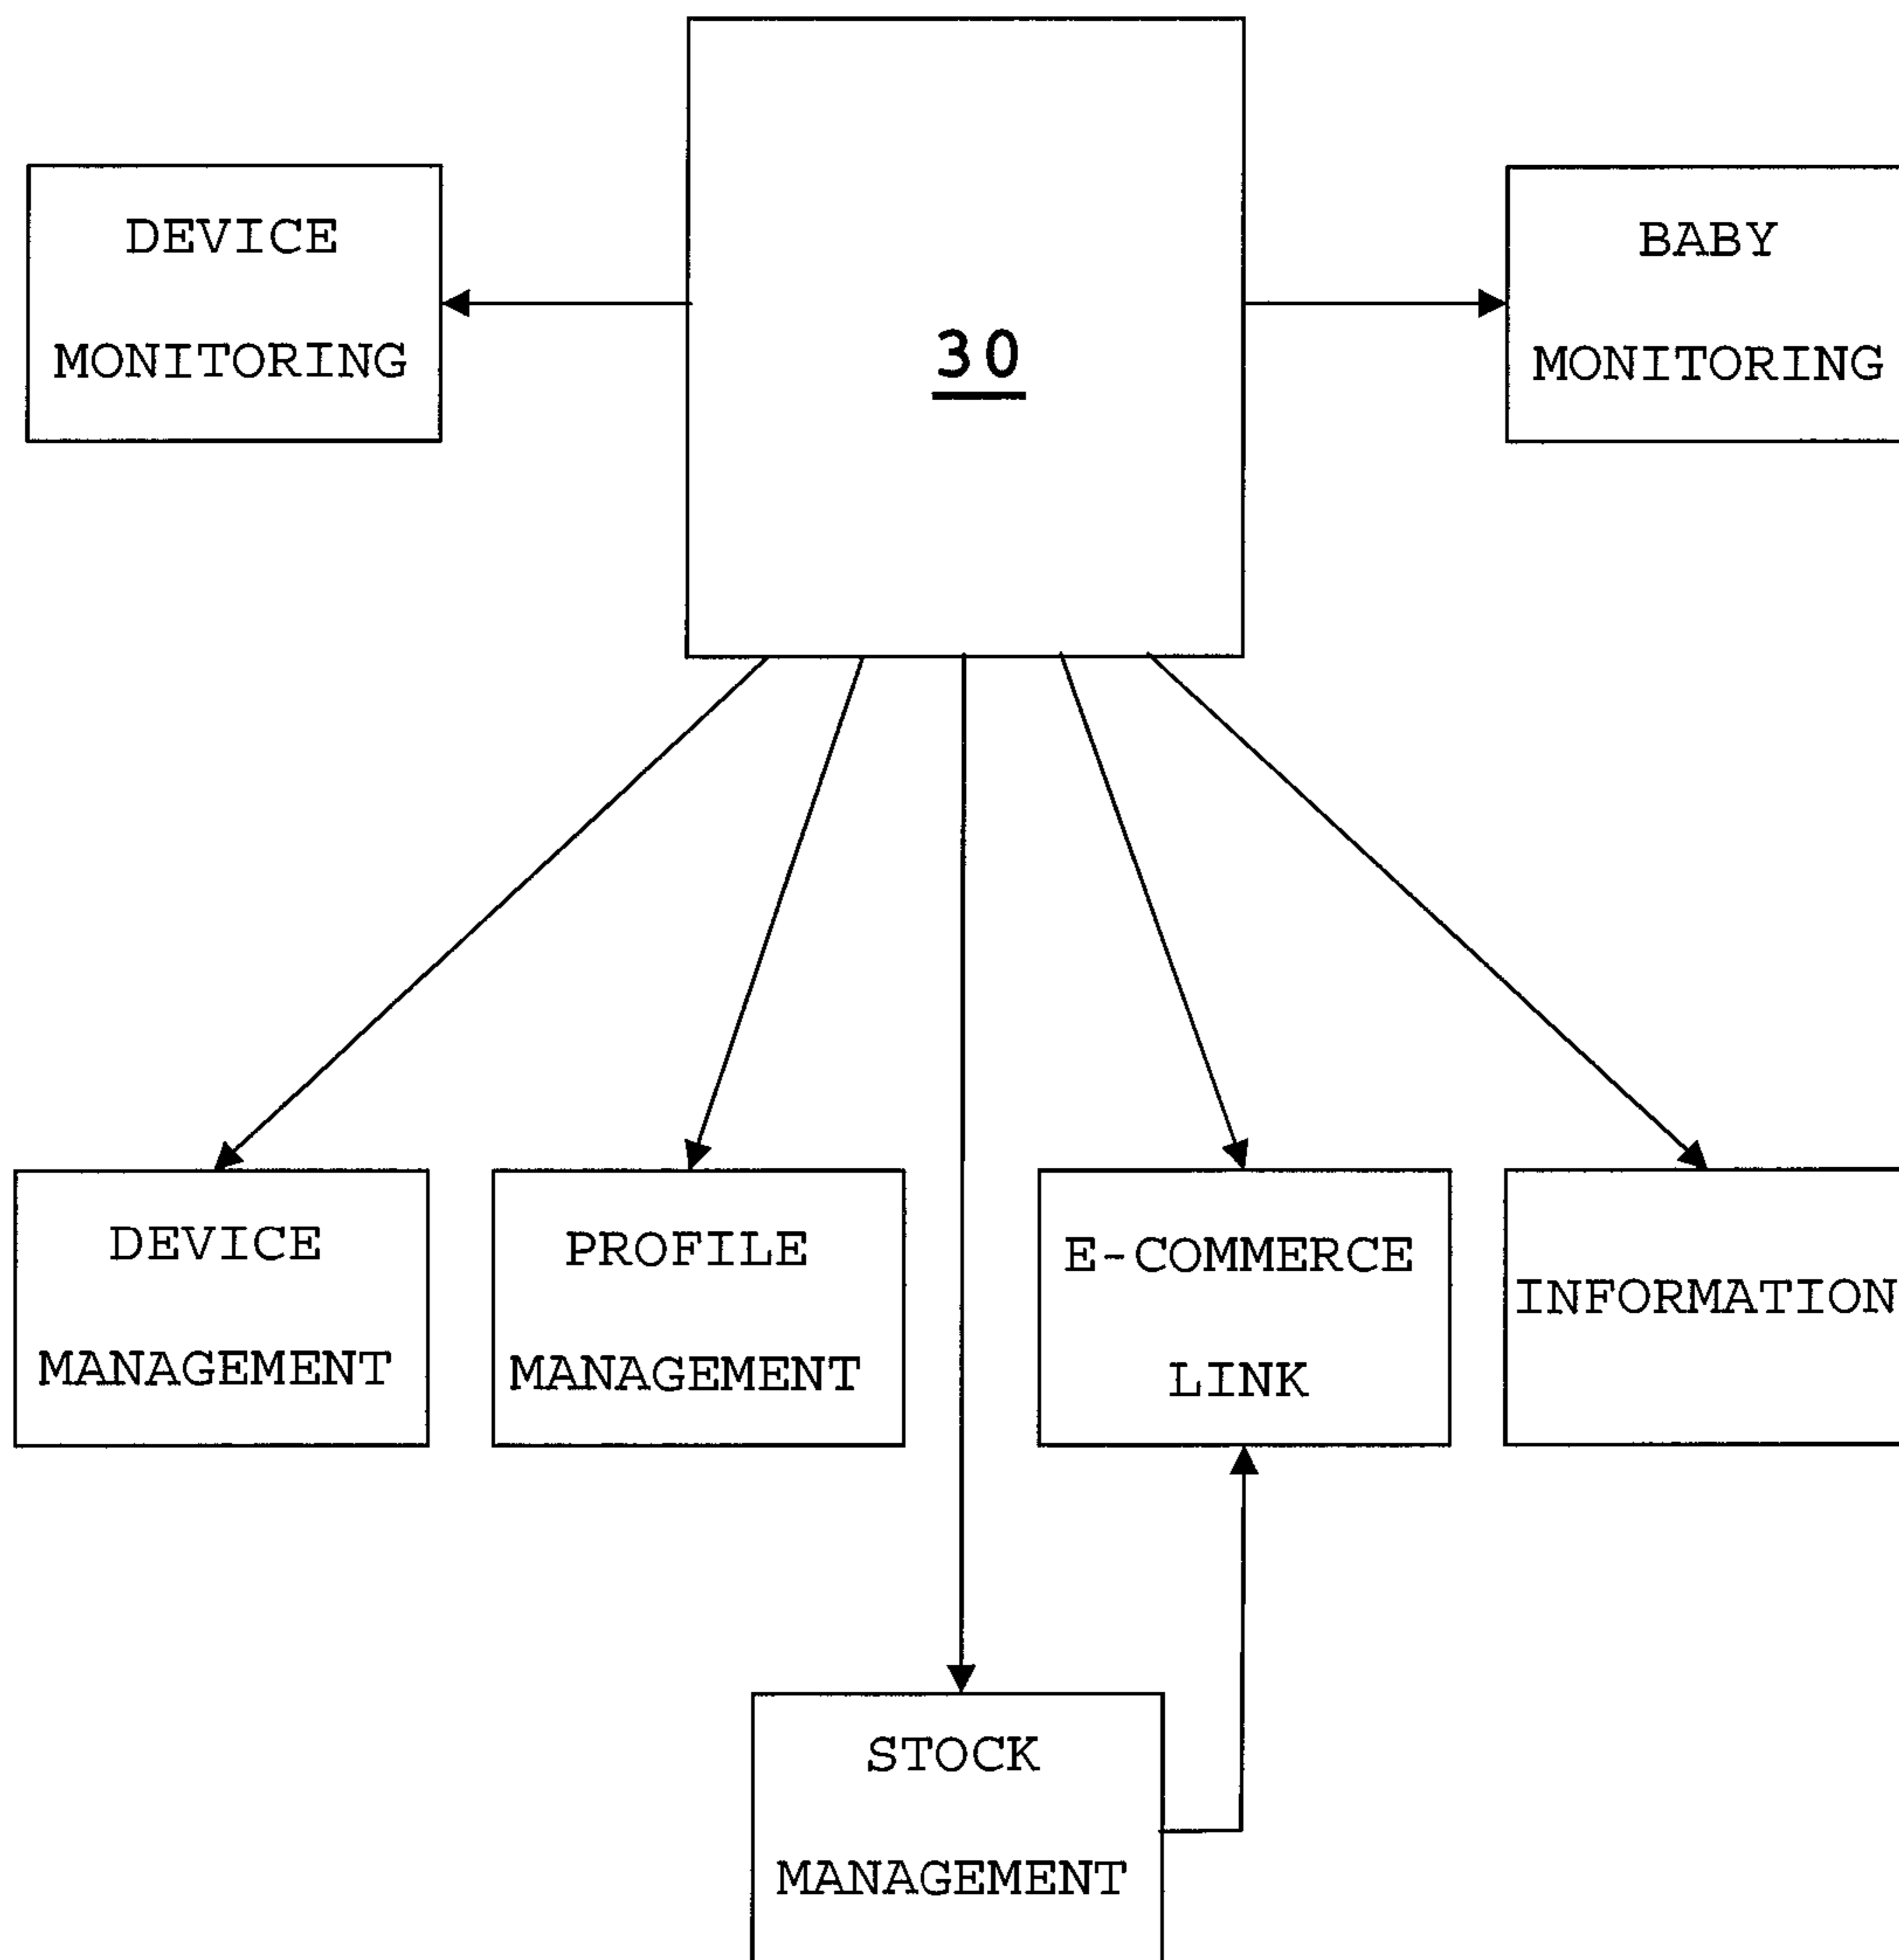 30
DEVICE
MONITORING
BABY
MONITORING
DEVICE
MANAGEMENT
PROFILE
MANAGEMENT
E-COMMERCE
LINK
INFORMATION
STOCK
MANAGEMENT